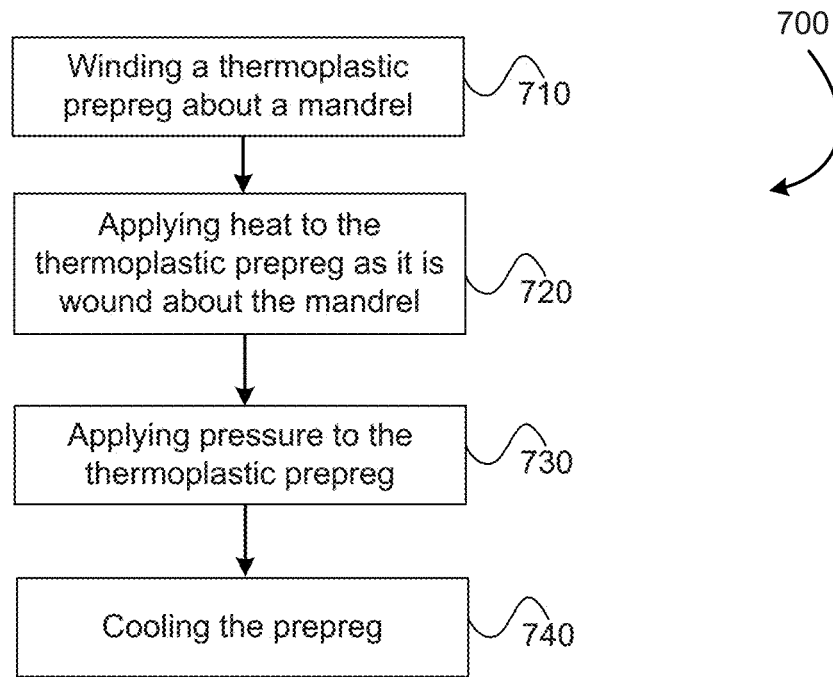 700
Winding a thermoplastic
prepreg about a mandrel
710
Applying heat to the
thermoplastic prepreg as it is
wound about the mandrel
720
Applying pressure to the
thermoplastic prepreg
730
Cooling the prepreg
740